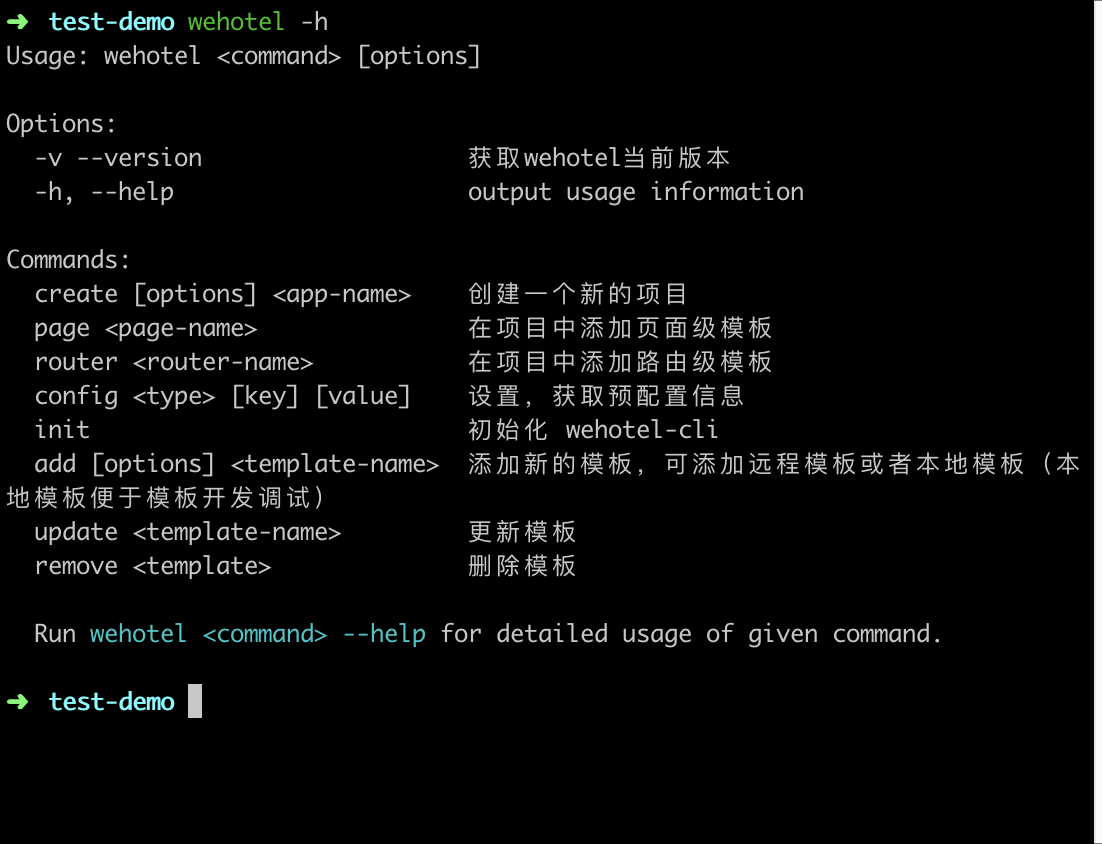 ➜ test-demo wehotel -h
Usage: wehotel <command> [options]
Options:
-v --version 获取wehotel当前版本
-h, --help output usage information
Commands:
create [options] <app-name> 创建一个新的项目
page <page-name> 在项目中添加页面级模板
router <router-name> 在项目中添加路由级模板
config <type> [key] [value] 设置，获取预配置信息
init 初始化 wehotel-cli
add [options] <template-name> 添加新的模板，可添加远程模板或者本地模板（本
地模板便于模板开发调试）
update <template-name> 更新模板
remove <template> 删除模板
Run wehotel <command> --help for detailed usage of given command.
➜ test-demo